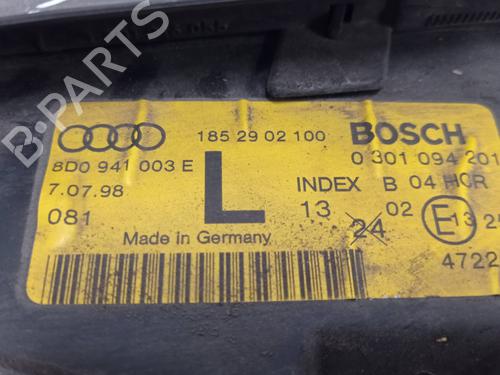 185 29 02 100 BOSCH
8D0 941 003 E 0 301 094 201
7.07.98 L INDEX B 04 HCR
081 13 24 02 E 13
Made in Germany 4722
B-PARTS